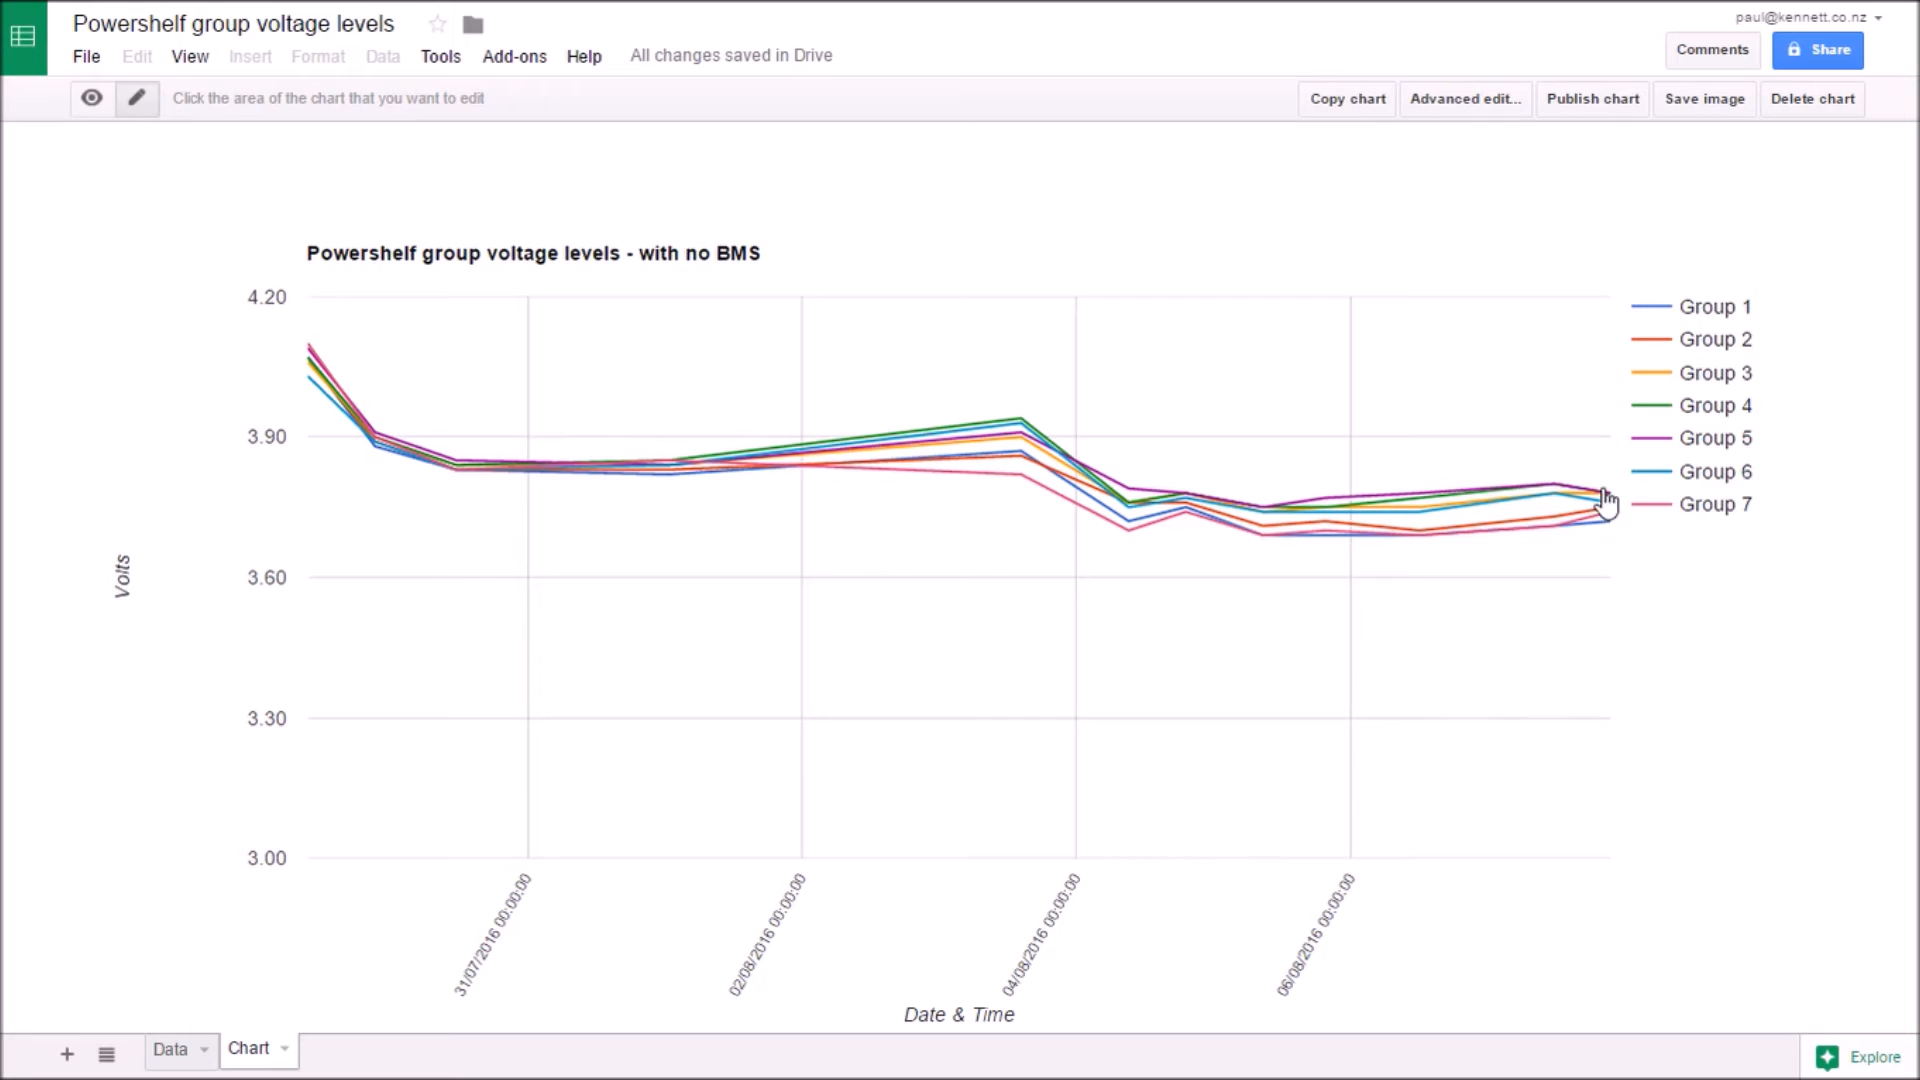 Powershelf group voltage levels
paul@kennett.co.nz
File Edit View Insert Format Data Tools Add-ons Help All changes saved in Drive
Comments
Share
Click the area of the chart that you want to edit
Copy chart
Advanced edit...
Publish chart
Save image
Delete chart
Powershelf group voltage levels - with no BMS
4.20
3.90
3.60
3.30
3.00
Volts
Group 1
Group 2
Group 3
Group 4
Group 5
Group 6
Group 7
31/07/2016 00:00:00
02/08/2016 00:00:00
04/08/2016 00:00:00
06/08/2016 00:00:00
Date & Time
Data
Chart
Explore